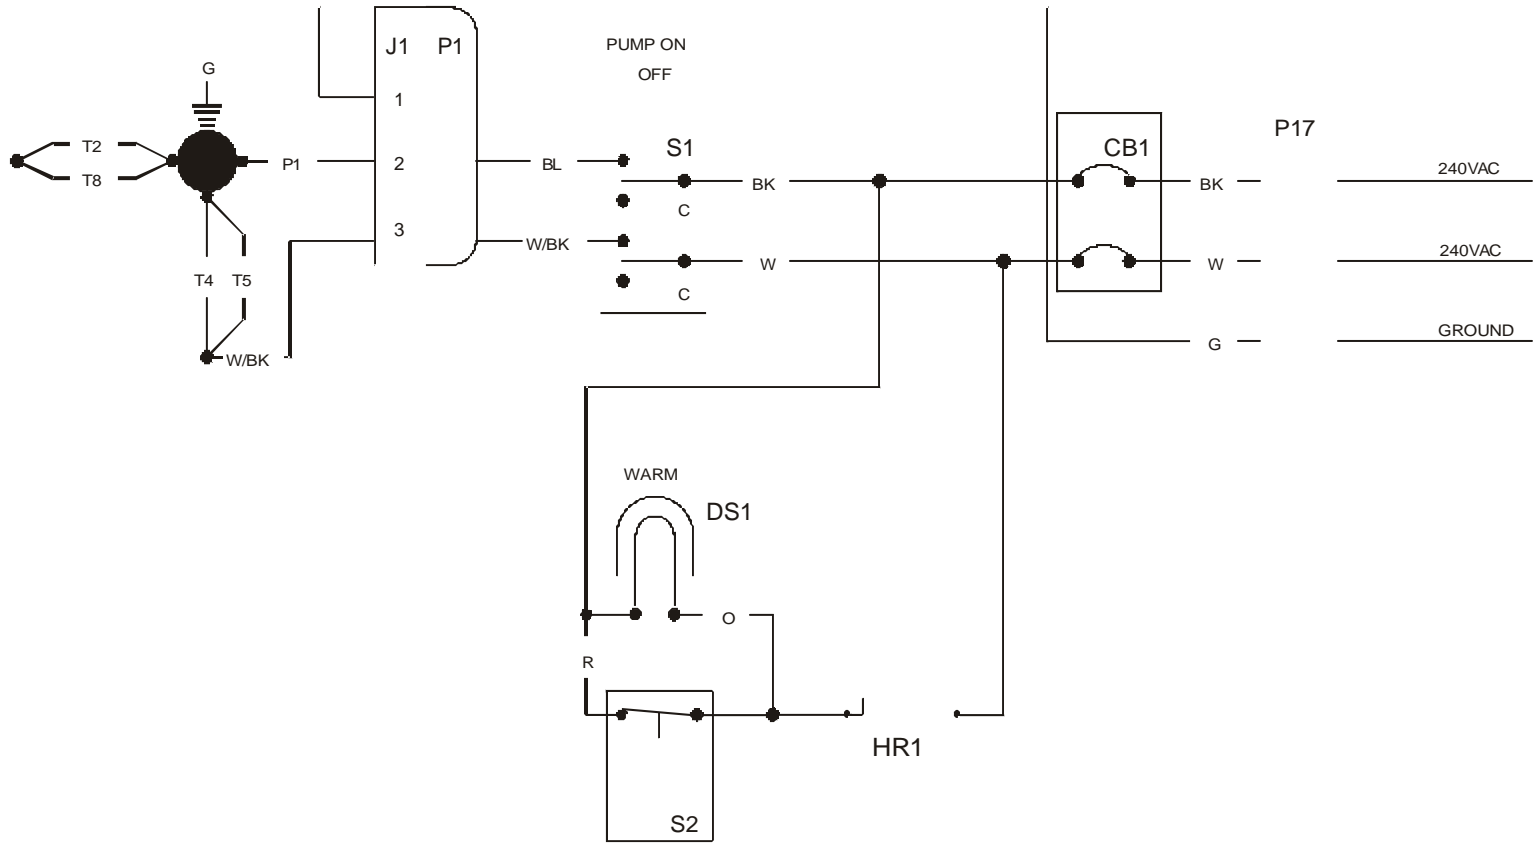 J1 P1
PUMP ON
OFF
G
1
P17
T2
S1
CB1
P1
2
BL
T8
BK
BK
240VAC
C
3
W/BK
W
W
240VAC
T4
T5
C
GROUND
G
W/BK
WARM
DS1
O
R
HR1
S2